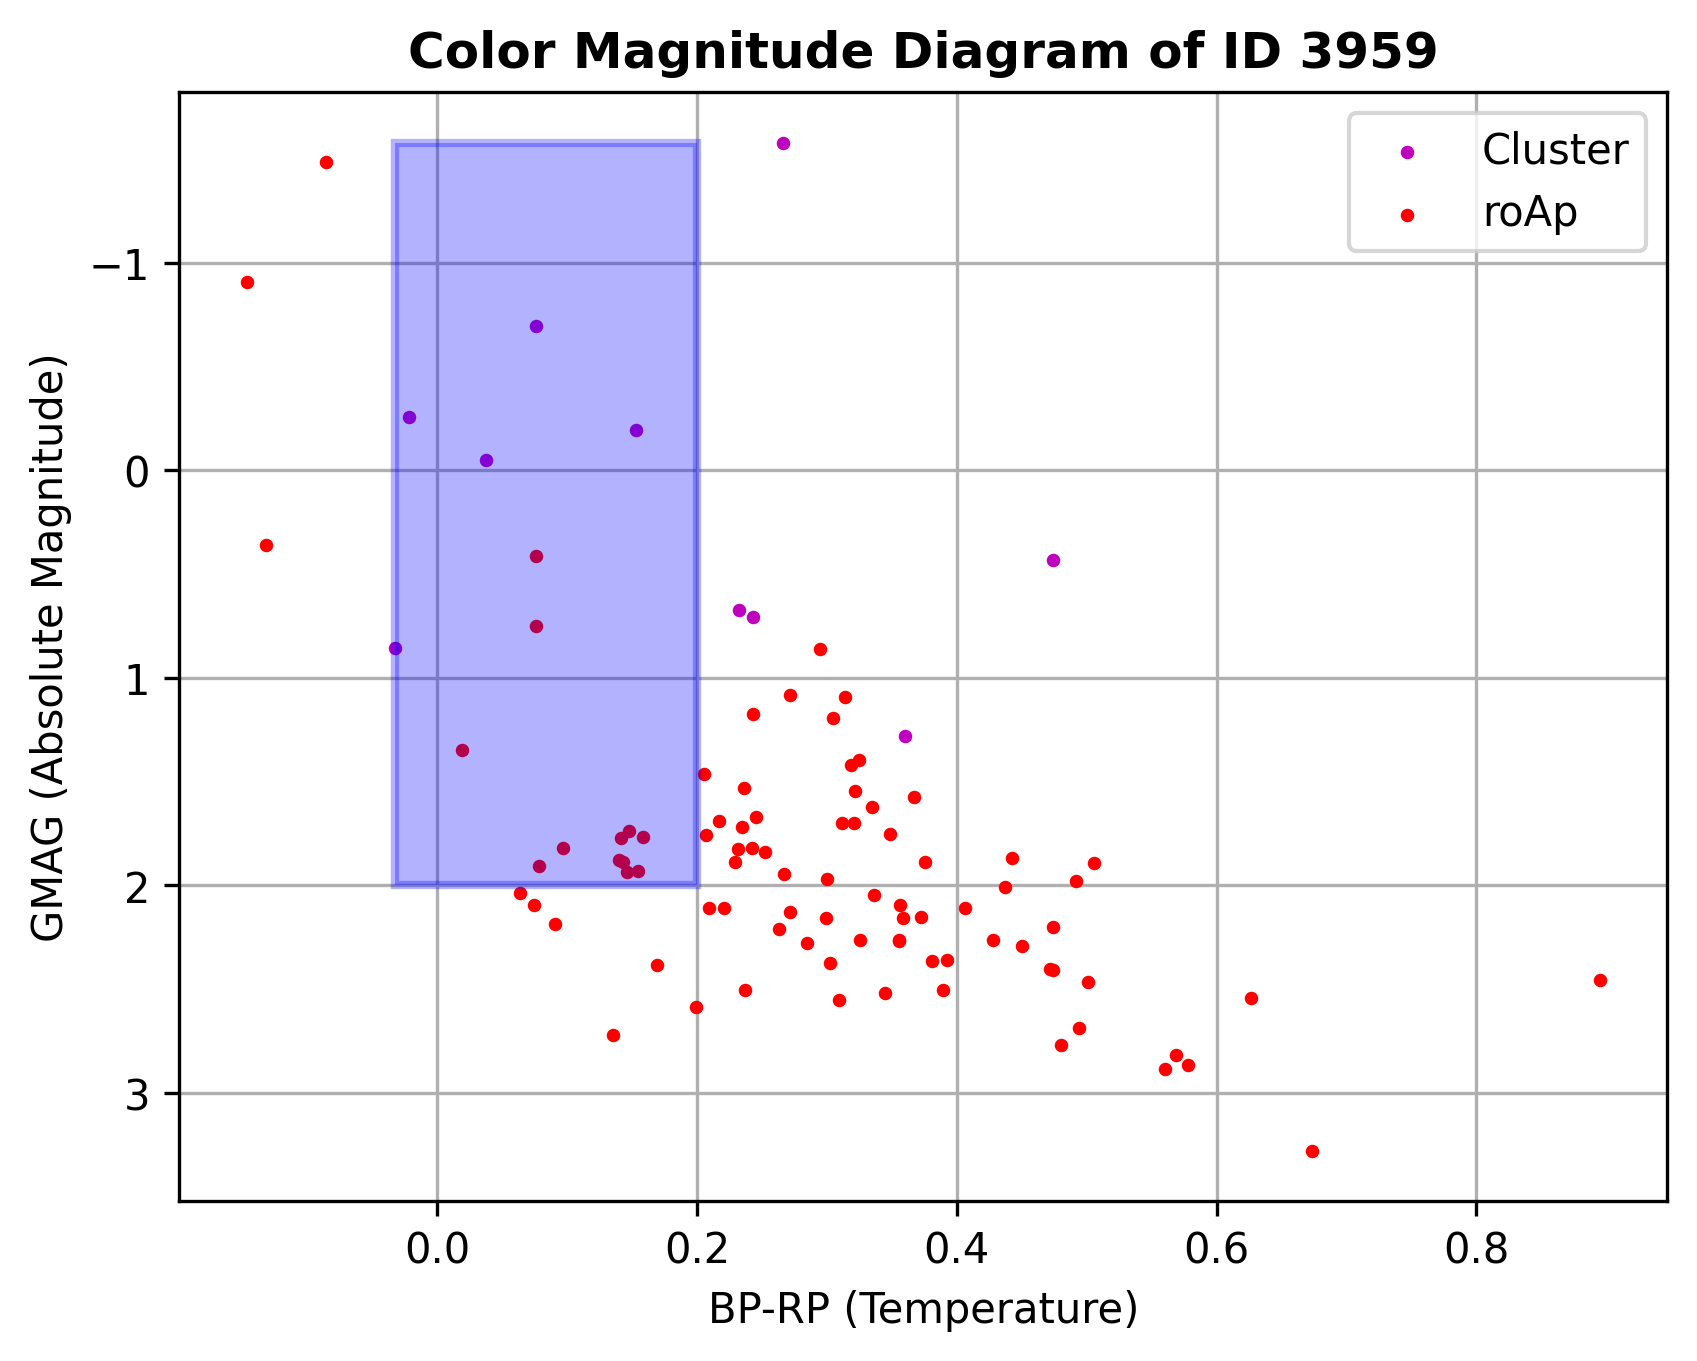 Color Magnitude Diagram of ID 3959
Cluster
roAp
−1
0
1
2
3
GMAG (Absolute Magnitude)
0.0 0.2 0.4 0.6 0.8
BP-RP (Temperature)